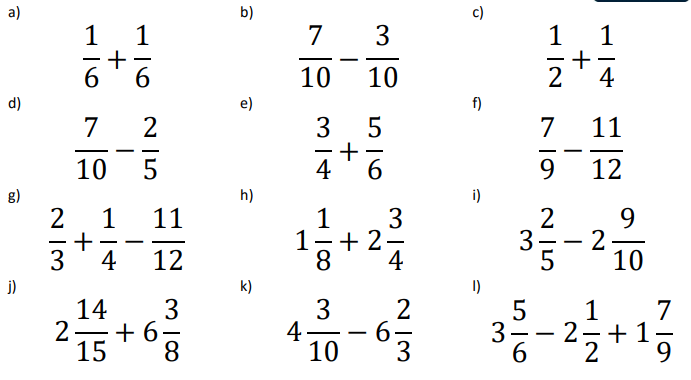 a) 1/6 + 1/6 b) 7/10 − 3/10 c) 1/2 + 1/4
d) 7/10 − 2/5 e) 3/4 + 5/6 f) 7/9 − 11/12
g) 2/3 + 1/4 − 11/12 h) 1 1/8 + 2 3/4 i) 3 2/5 − 2 9/10
j) 2 14/15 + 6 3/8 k) 4 3/10 − 6 2/3 l) 3 5/6 − 2 1/2 + 1 7/9